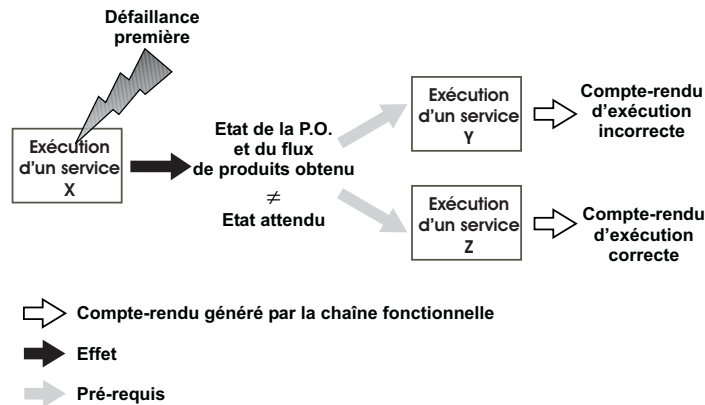 Défaillance
première
Exécution
d'un service
X
Etat de la P.O.
et du flux
de produits obtenu
≠
Etat attendu
Exécution
d'un service
Y
Compte-rendu
d'exécution
incorrecte
Exécution
d'un service
Z
Compte-rendu
d'exécution
correcte
Compte-rendu généré par la chaîne fonctionnelle
Effet
Pré-requis